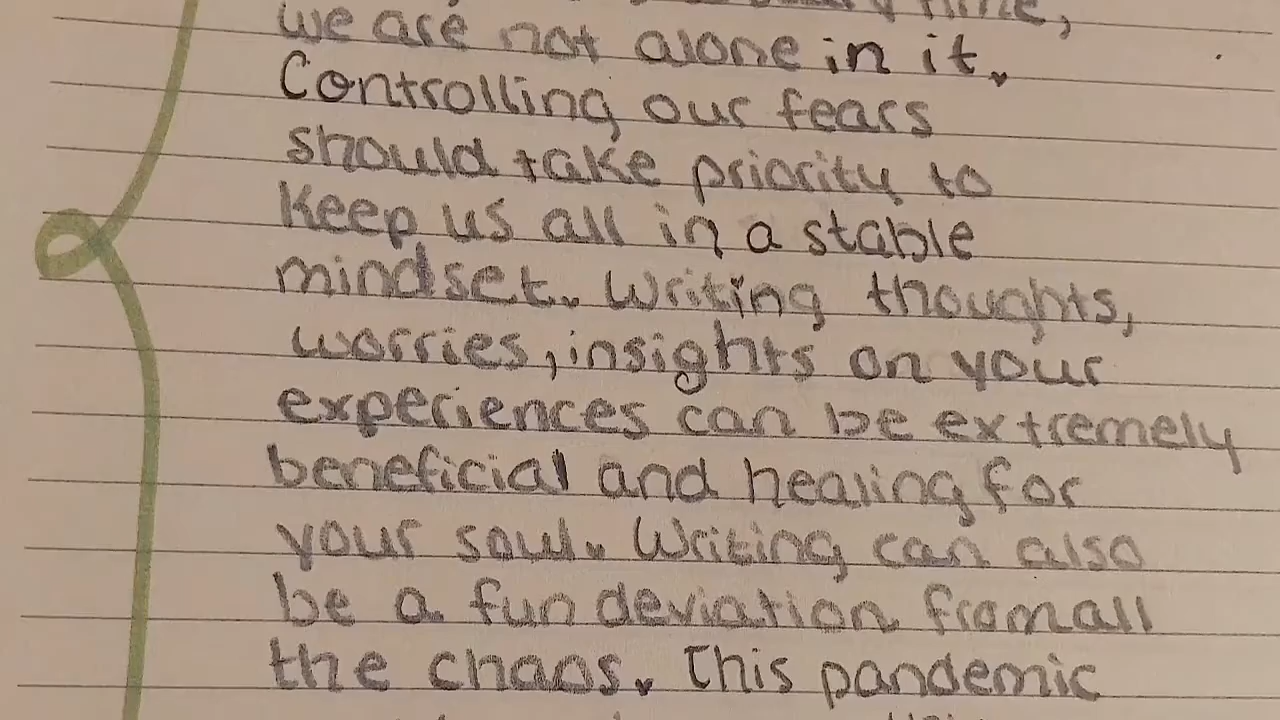 time,
we are not alone in it.
Controlling our fears
should take priority to
keep us all in a stable
mindset. Writing thoughts,
worries, insights on your
experiences can be extremely
beneficial and healing for
your soul. Writing can also
be a fun deviation from all
the chaos. This pandemic